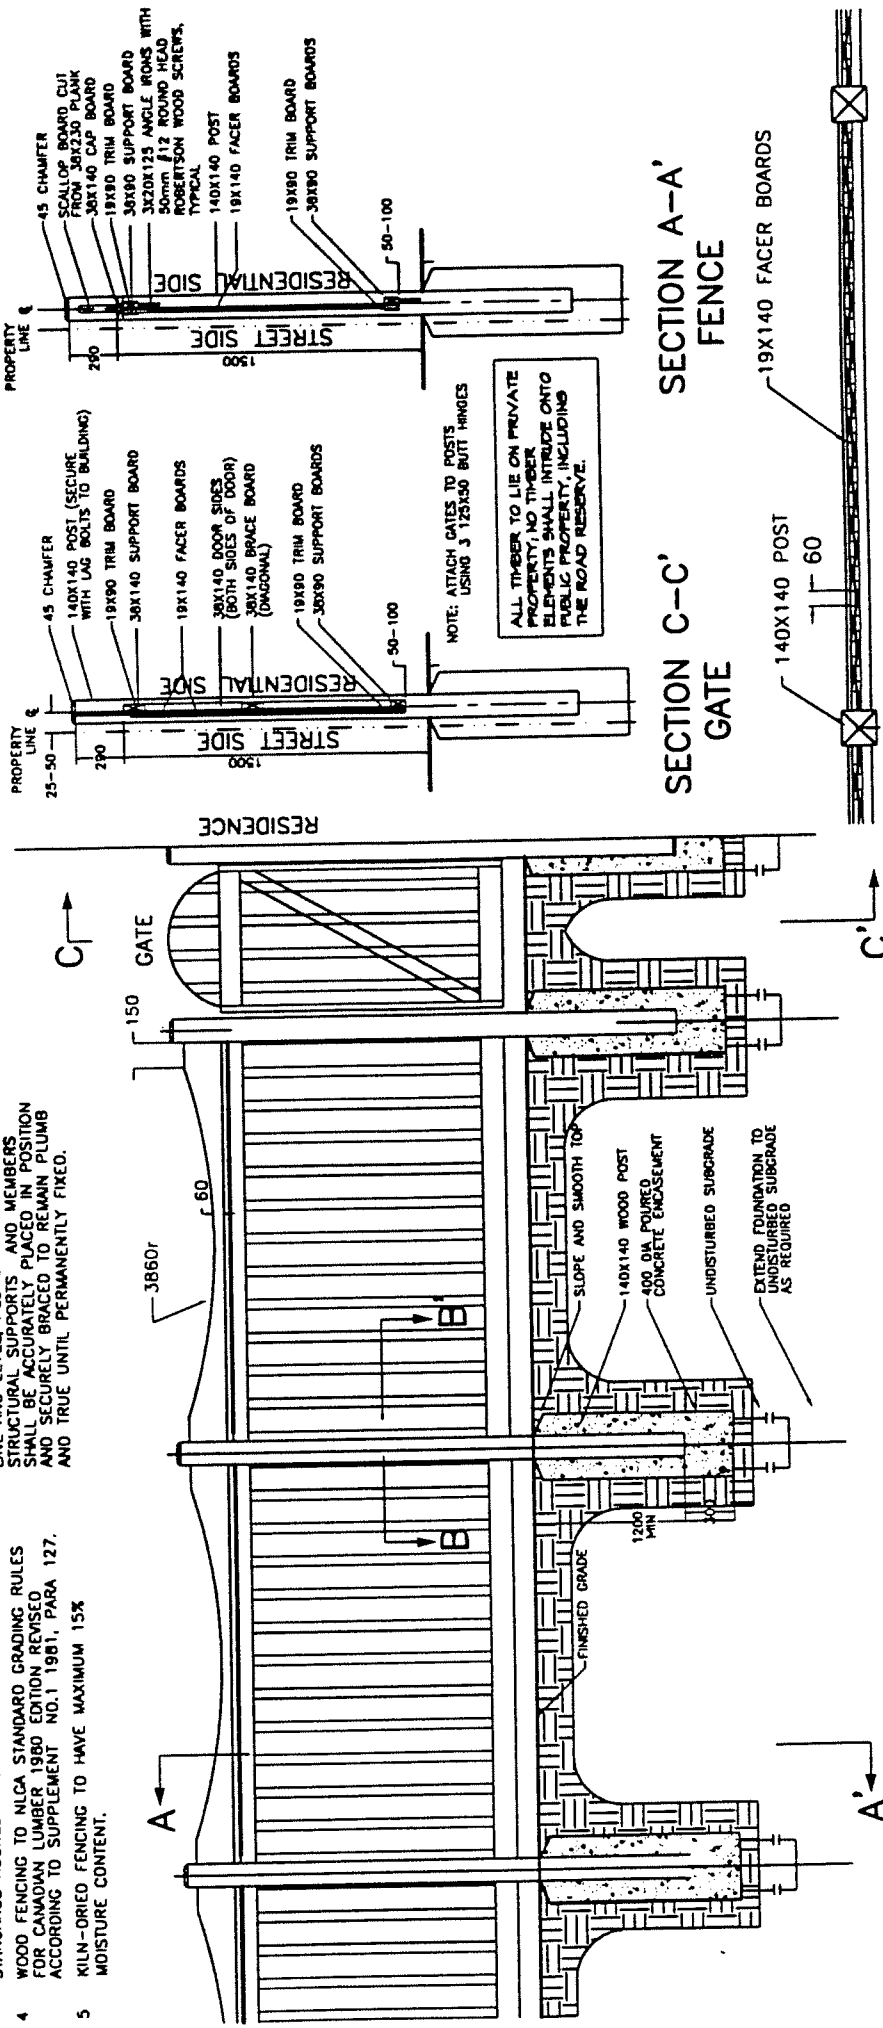 4 WOOD FENCING TO NLGA STANDARD GRADING RULES
FOR CANADIAN LUMBER 1980 EDITION REVISED
ACCORDING TO SUPPLEMENT NO.1 1981, PARA 127.
5 KILN-DRIED FENCING TO HAVE MAXIMUM 15%
MOISTURE CONTENT.
STRUCTURAL SUPPORTS AND MEMBERS
SHALL BE ACCURATELY PLACED IN POSITION
AND SECURELY BRACED TO REMAIN PLUMB
AND TRUE UNTIL PERMANENTLY FIXED.
A
3860r
60
150
C
GATE
RESIDENCE
B
B'
FINISHED GRADE
1200
MIN
300
SLOPE AND SMOOTH TOP
140X140 WOOD POST
400 DIA POURED
CONCRETE ENCASEMENT
UNDISTURBED SUBGRADE
EXTEND FOUNDATION TO
UNDISTURBED SUBGRADE
AS REQUIRED
A'
C'
PROPERTY
LINE
25-50
290
1500
STREET SIDE
RESIDENTIAL SIDE
45 CHAMFER
140X140 POST (SECURE
WITH LAG BOLTS TO BUILDING)
19X90 TRIM BOARD
38X140 SUPPORT BOARD
19X140 FACER BOARDS
38X140 DOOR SIDES
(BOTH SIDES OF DOOR)
38X140 BRACE BOARD
(DIAGONAL)
19X90 TRIM BOARD
38X90 SUPPORT BOARDS
50-100
NOTE: ATTACH GATES TO POSTS
USING 3 125X50 BUTT HINGES
ALL TIMBER TO LIE ON PRIVATE
PROPERTY; NO TIMBER
ELEMENTS SHALL INTRUDE ONTO
PUBLIC PROPERTY, INCLUDING
THE ROAD RESERVE.
SECTION C-C'
GATE
PROPERTY
LINE
290
1500
STREET SIDE
RESIDENTIAL SIDE
45 CHAMFER
SCALLOP BOARD CUT
FROM 38X230 PLANK
38X140 CAP BOARD
19X90 TRIM BOARD
38X90 SUPPORT BOARD
3X20X125 ANGLE IRONS WITH
50mm #12 ROUND HEAD
ROBERTSON WOOD SCREWS,
TYPICAL
140X140 POST
19X140 FACER BOARDS
19X90 TRIM BOARD
38X90 SUPPORT BOARDS
50-100
SECTION A-A'
FENCE
140X140 POST
60
19X140 FACER BOARDS